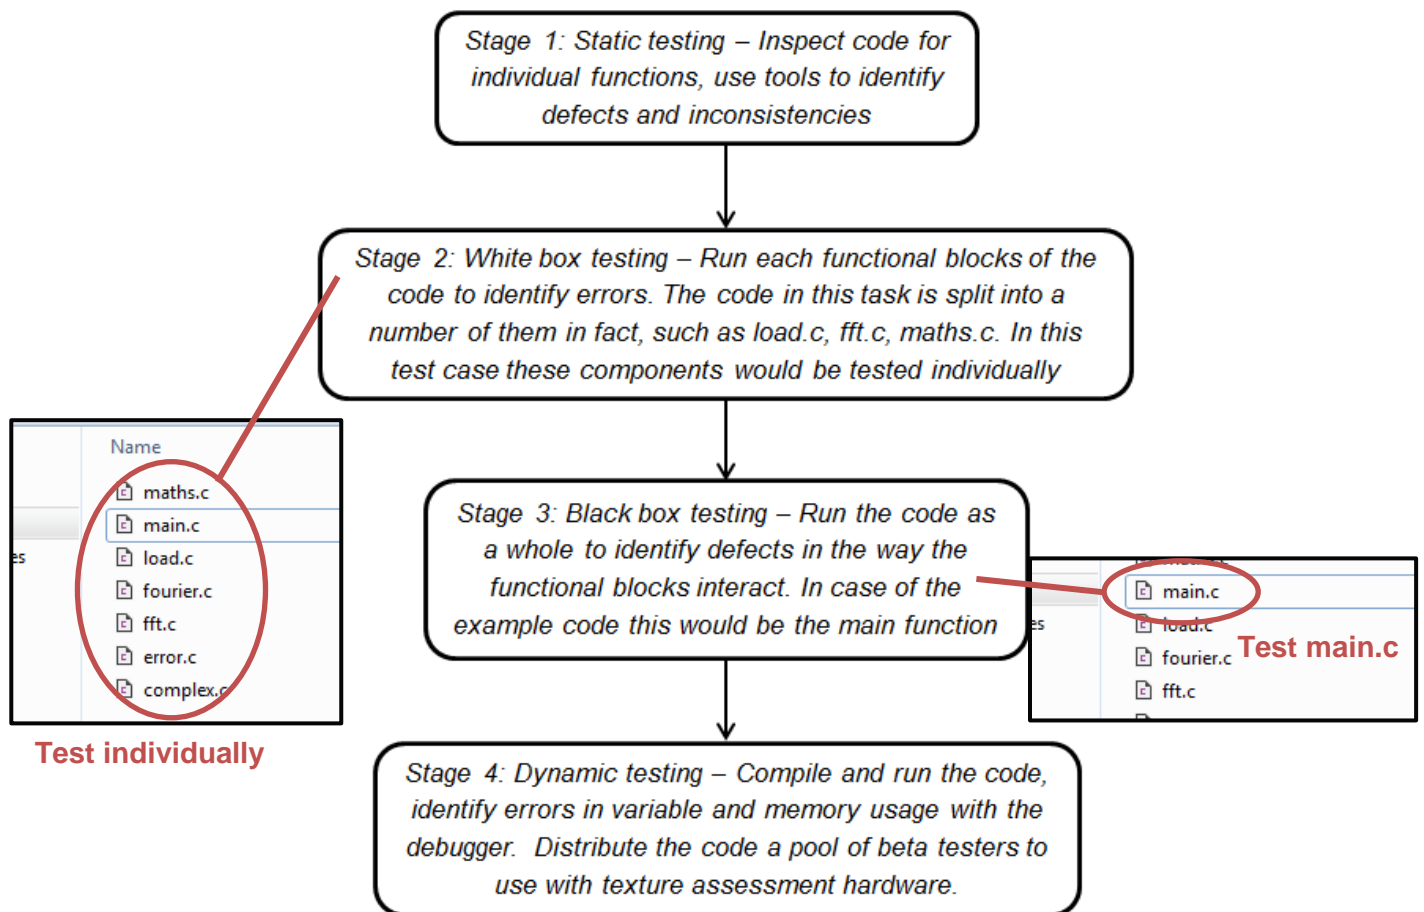 Stage 1: Static testing – Inspect code for
individual functions, use tools to identify
defects and inconsistencies
Stage 2: White box testing – Run each functional blocks of the
code to identify errors. The code in this task is split into a
number of them in fact, such as load.c, fft.c, maths.c. In this
test case these components would be tested individually
Name
maths.c
main.c
es
load.c
fourier.c
fft.c
error.c
complex.c
Test individually
Stage 3: Black box testing – Run the code as
a whole to identify defects in the way the
functional blocks interact. In case of the
example code this would be the main function
main.c
es
load.c
fourier.c
fft.c
Test main.c
Stage 4: Dynamic testing – Compile and run the code,
identify errors in variable and memory usage with the
debugger. Distribute the code a pool of beta testers to
use with texture assessment hardware.